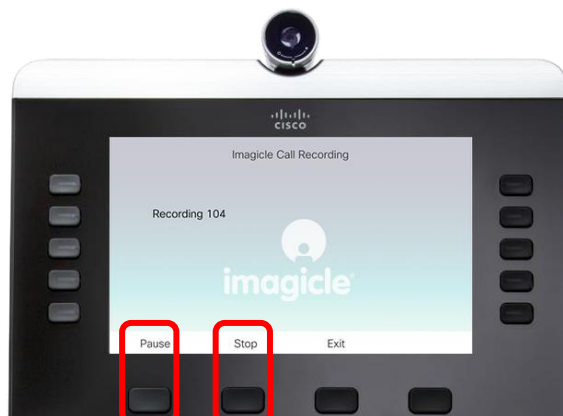 CISCO
Imagicle Call Recording
Recording 104
imagicle
Pause Stop Exit